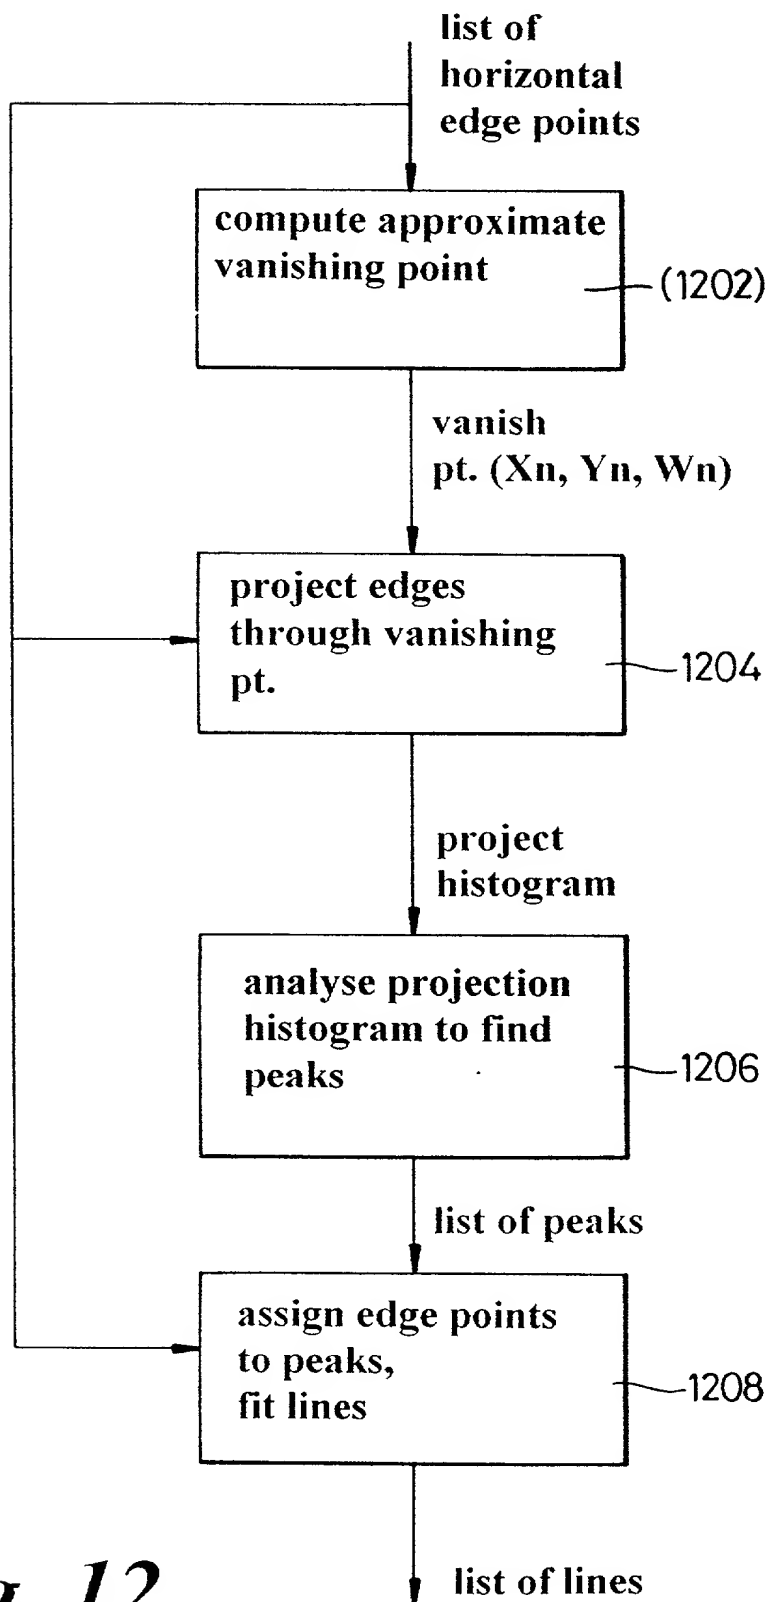 list of
horizontal
edge points
compute approximate
vanishing point
(1202)
vanish
pt. (Xn, Yn, Wn)
project edges
through vanishing
pt.
1204
project
histogram
analyse projection
histogram to find
peaks
1206
list of peaks
assign edge points
to peaks,
fit lines
1208
list of lines
12